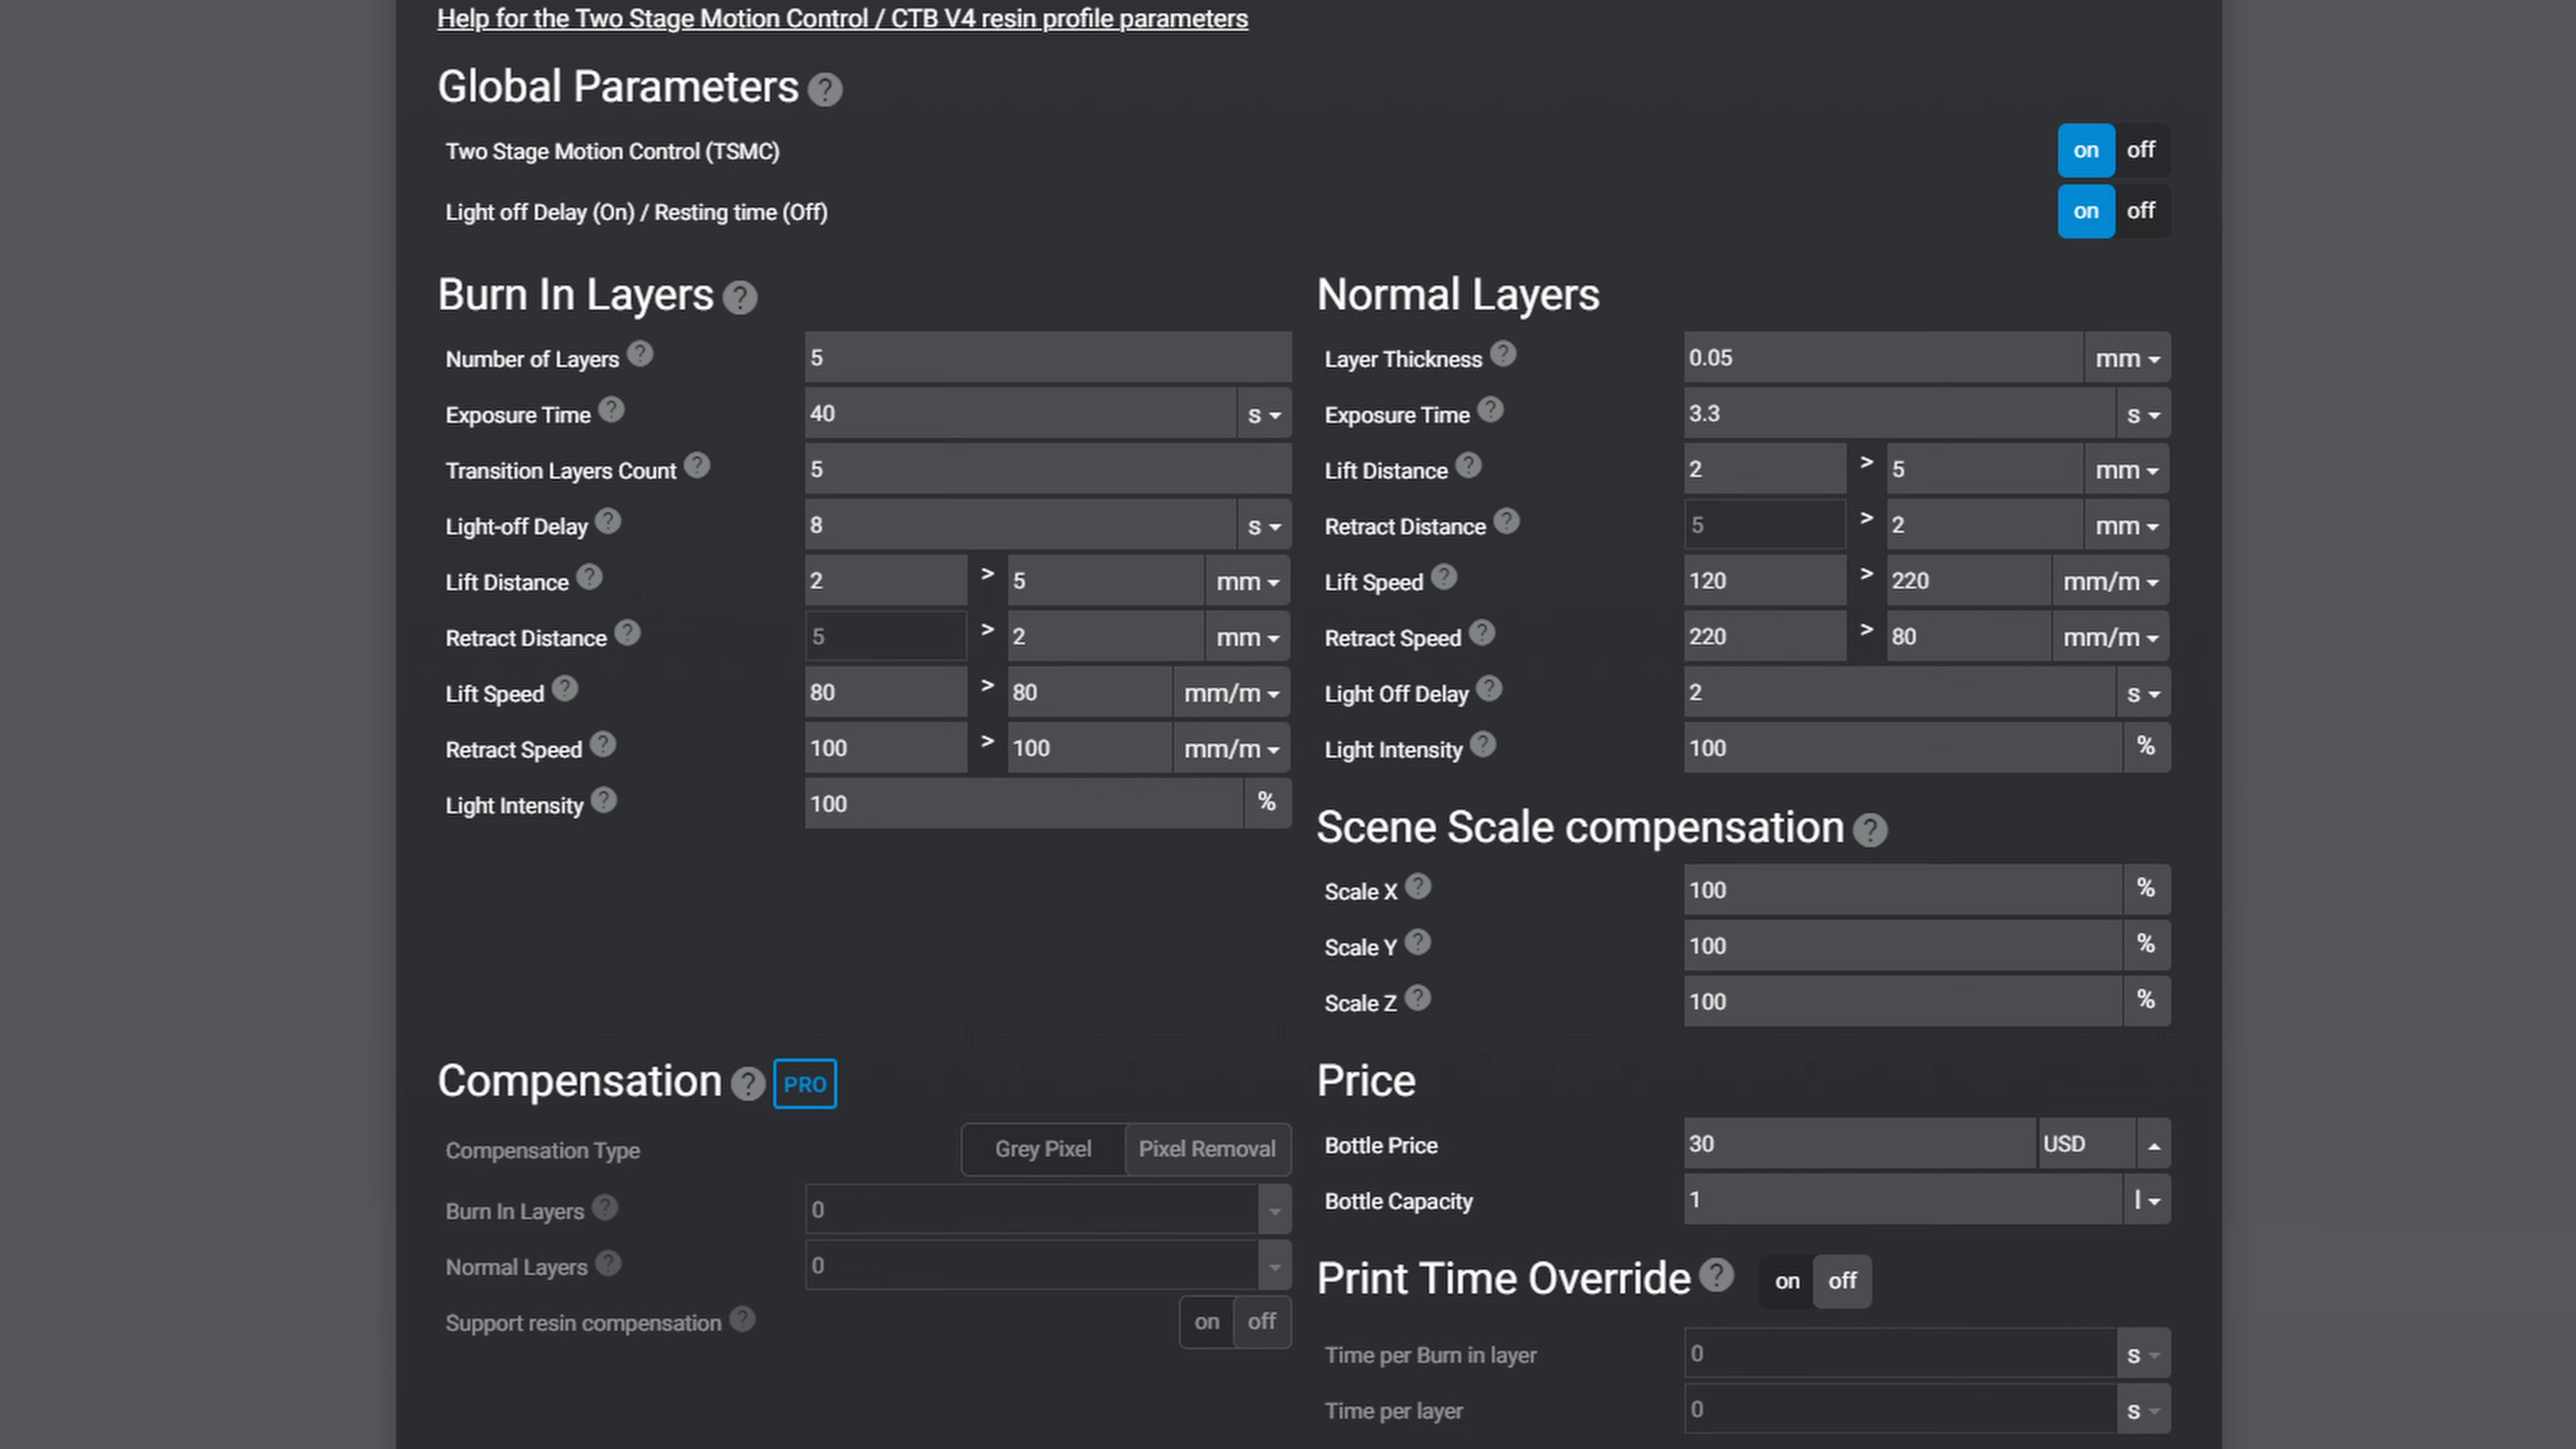 Help for the Two Stage Motion Control / CTB V4 resin profile parameters
Global Parameters ?
Two Stage Motion Control (TSMC) on off
Light off Delay (On) / Resting time (Off) on off
Burn In Layers ?
Number of Layers ? 5
Exposure Time ? 40 s
Transition Layers Count ? 5
Light-off Delay ? 8 s
Lift Distance ? 2 > 5 mm
Retract Distance ? 5 > 2 mm
Lift Speed ? 80 > 80 mm/m
Retract Speed ? 100 > 100 mm/m
Light Intensity ? 100 %
Normal Layers
Layer Thickness ? 0.05 mm
Exposure Time ? 3.3 s
Lift Distance ? 2 > 5 mm
Retract Distance ? 5 > 2 mm
Lift Speed ? 120 > 220 mm/m
Retract Speed ? 220 > 80 mm/m
Light Off Delay ? 2 s
Light Intensity ? 100 %
Scene Scale compensation ?
Scale X ? 100 %
Scale Y ? 100 %
Scale Z ? 100 %
Compensation ? PRO
Compensation Type Grey Pixel Pixel Removal
Burn In Layers ? 0
Normal Layers ? 0
Support resin compensation ? on off
Price
Bottle Price 30 USD
Bottle Capacity 1 l
Print Time Override ? on off
Time per Burn in layer 0 s
Time per layer 0 s